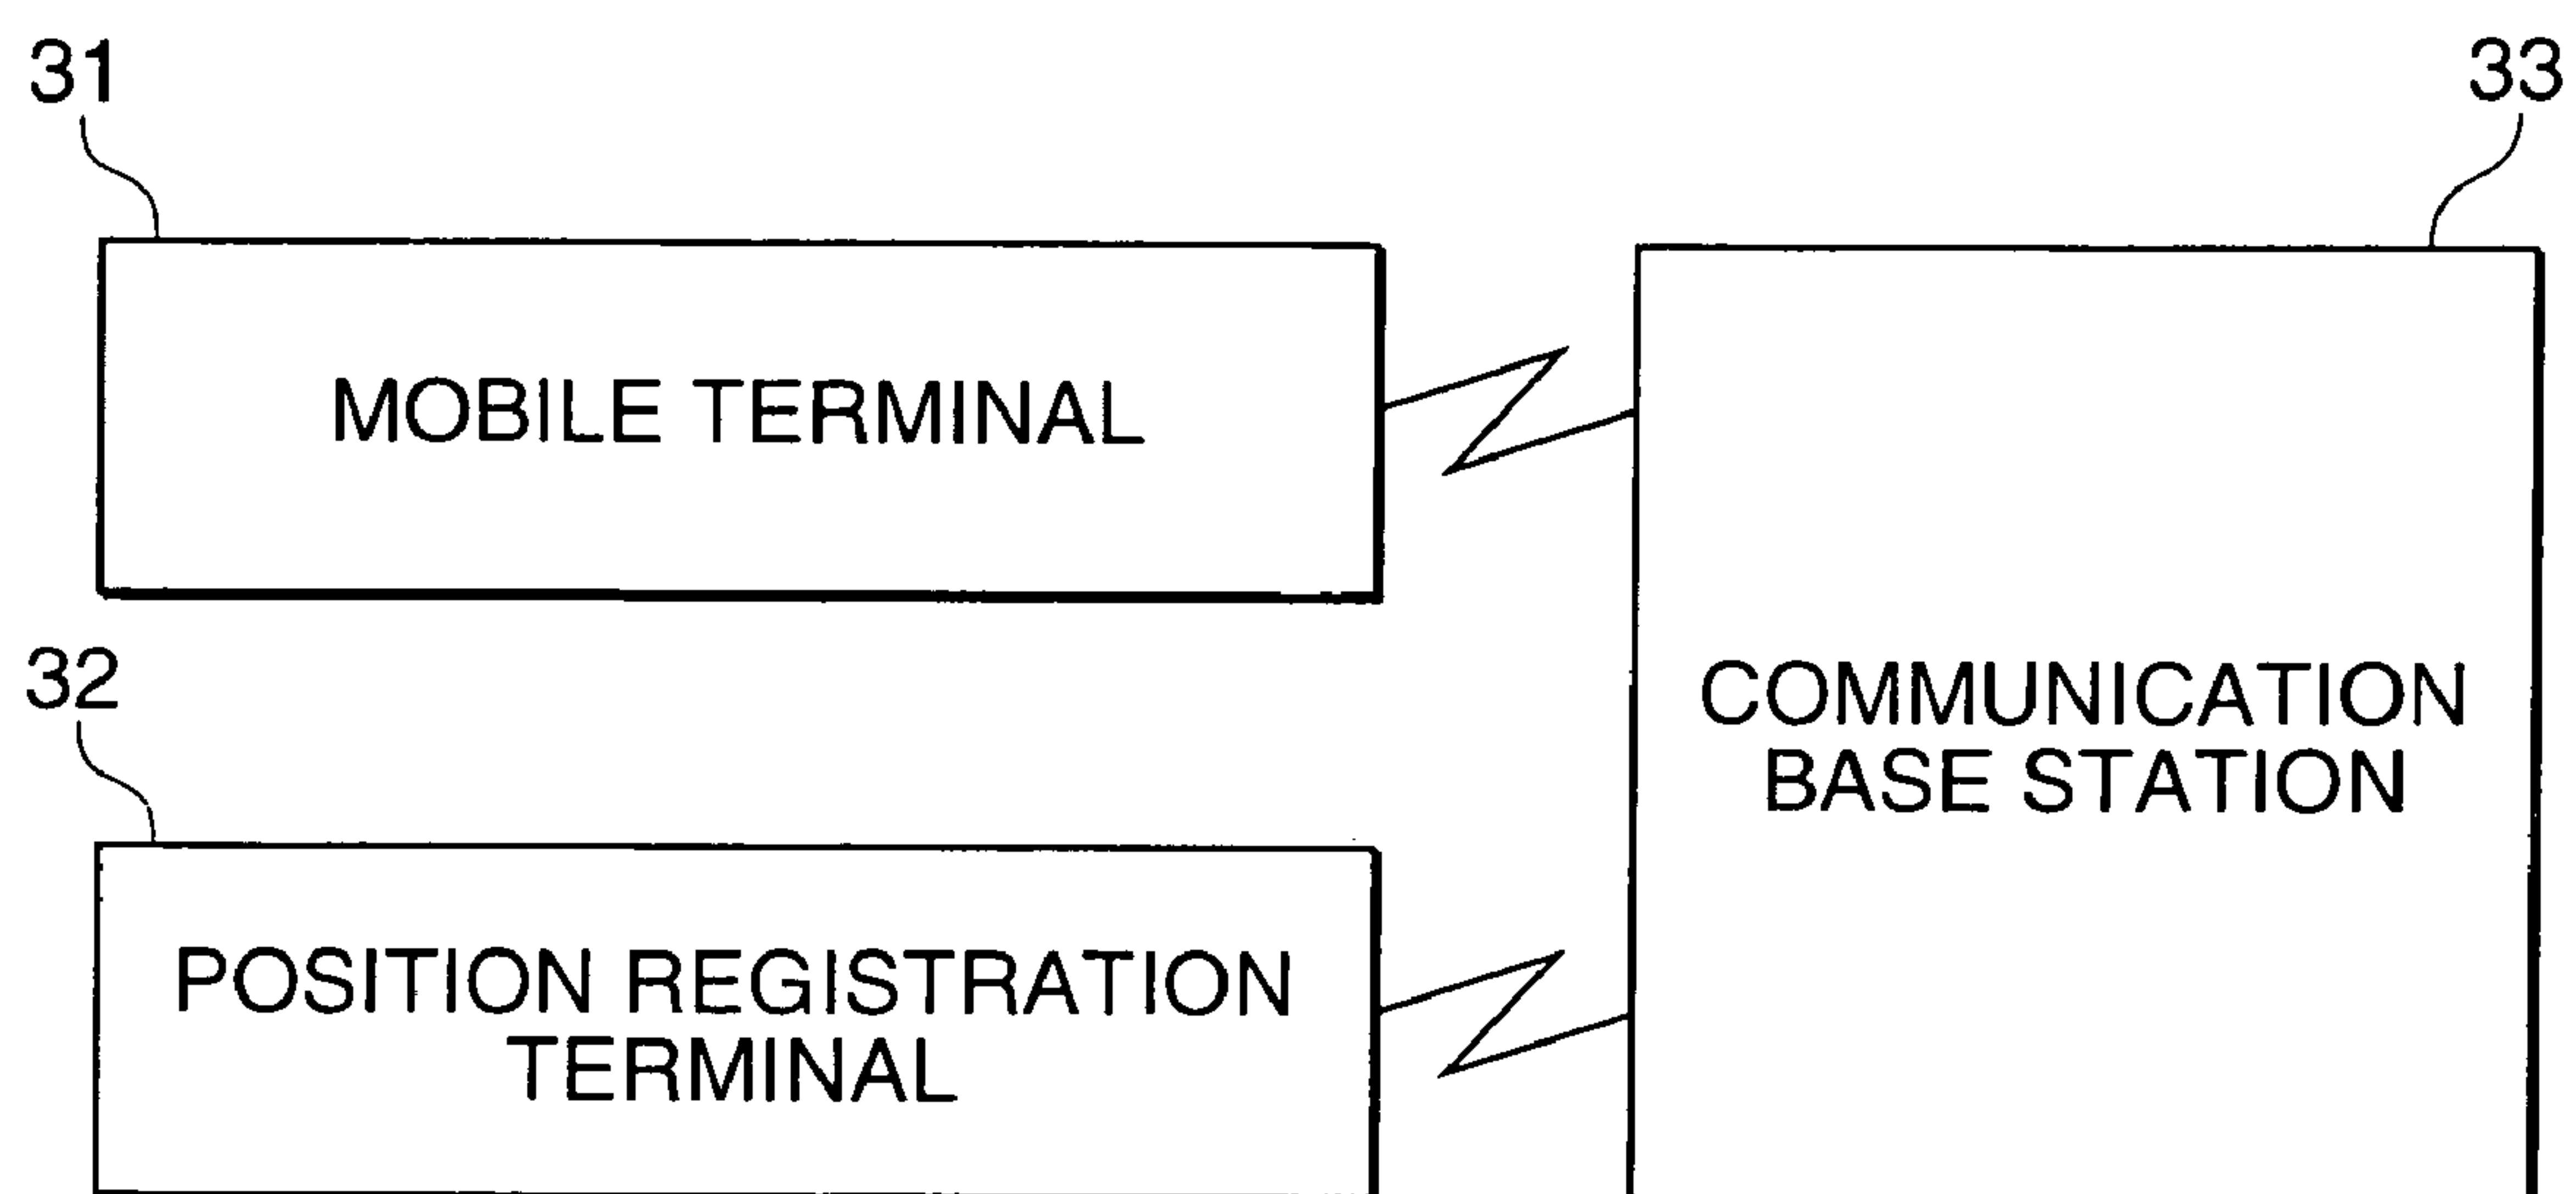 31
33
MOBILE TERMINAL
32
COMMUNICATION
BASE STATION
POSITION REGISTRATION
TERMINAL